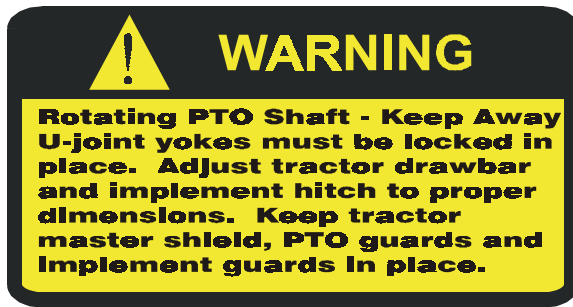 WARNING
Rotating PTO Shaft - Keep Away
U-joint yokes must be locked in
place. Adjust tractor drawbar
and implement hitch to proper
dimensions. Keep tractor
master shield, PTO guards and
implement guards in place.